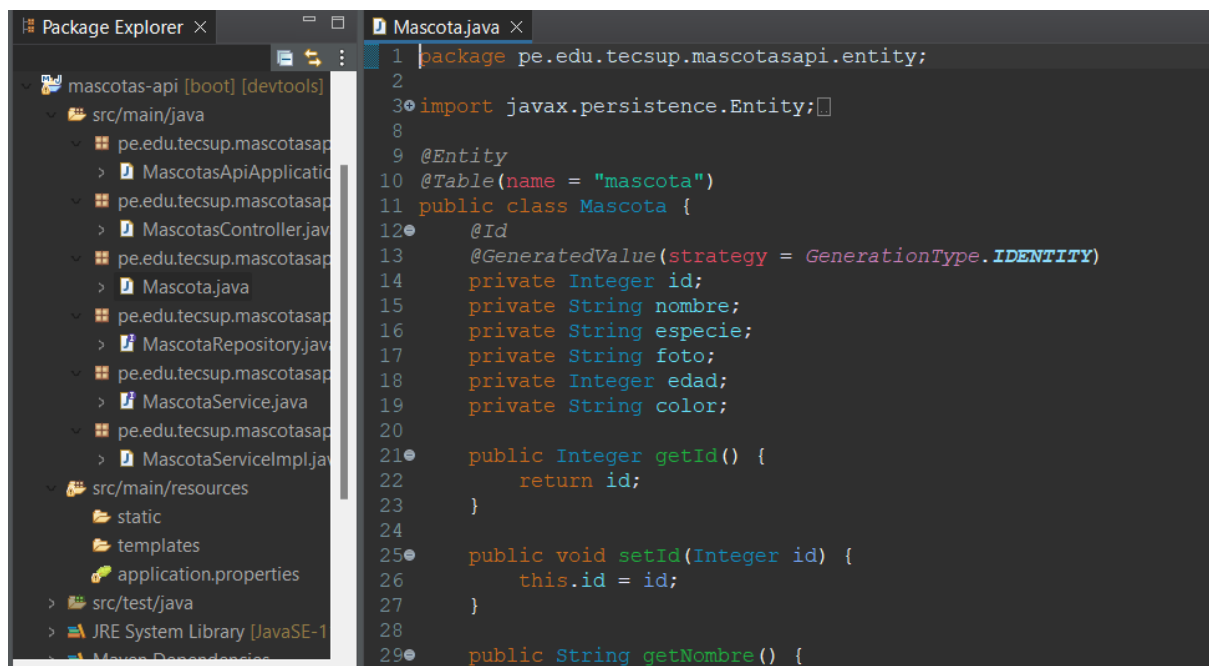 Package Explorer
mascotas-api [boot] [devtools]
src/main/java
pe.edu.tecsup.mascotasap
MascotasApiApplicatic
pe.edu.tecsup.mascotasap
MascotasController.jav
pe.edu.tecsup.mascotasap
Mascota.java
pe.edu.tecsup.mascotasap
MascotaRepository.java
pe.edu.tecsup.mascotasap
MascotaService.java
pe.edu.tecsup.mascotasap
MascotaServiceImpl.jav
src/main/resources
static
templates
application.properties
src/test/java
JRE System Library [JavaSE-1
Maven Dependencies
Mascota.java
1 package pe.edu.tecsup.mascotasapi.entity;
2
3 import javax.persistence.Entity;
8
9 @Entity
10 @Table(name = "mascota")
11 public class Mascota {
12 @Id
13 @GeneratedValue(strategy = GenerationType.IDENTITY)
14 private Integer id;
15 private String nombre;
16 private String especie;
17 private String foto;
18 private Integer edad;
19 private String color;
20
21 public Integer getId() {
22 return id;
23 }
24
25 public void setId(Integer id) {
26 this.id = id;
27 }
28
29 public String getNombre() {